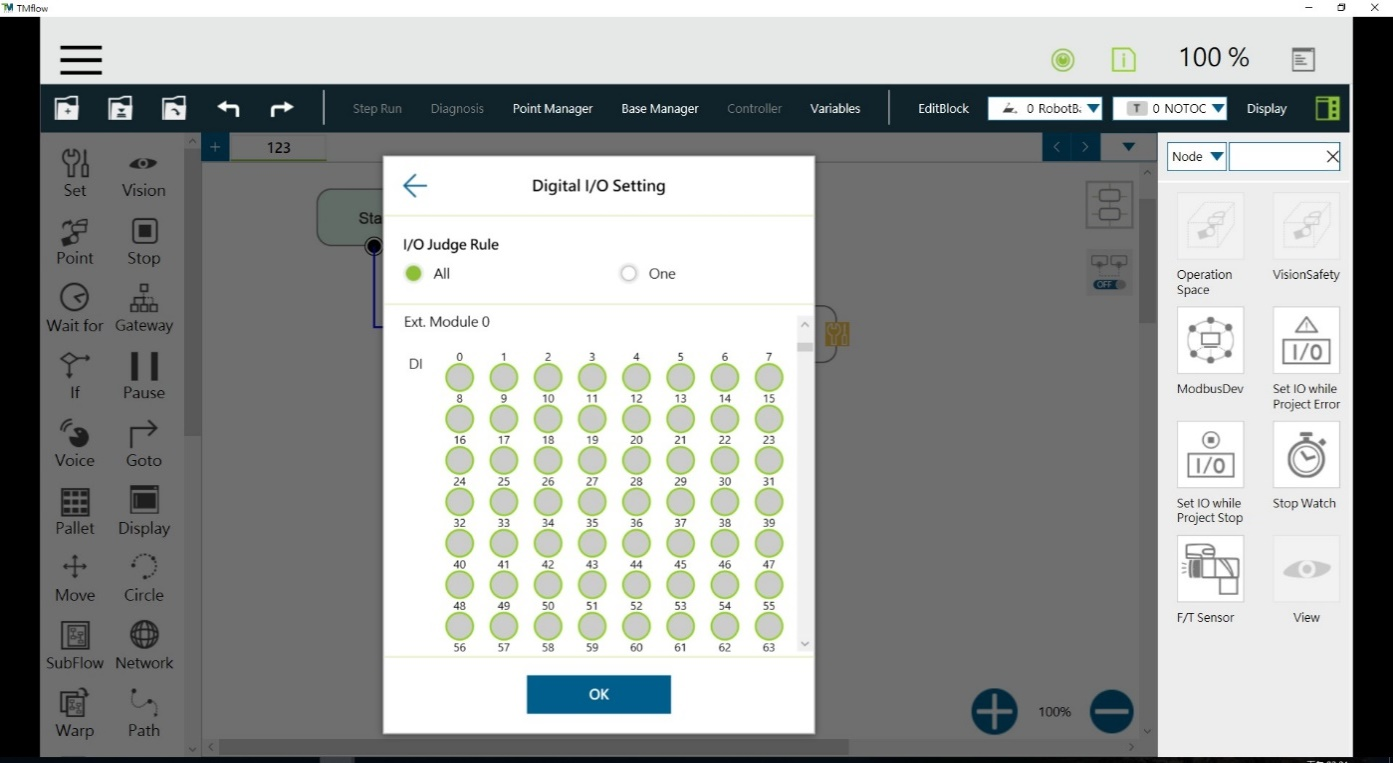 TMflow
100 %
Step Run Diagnosis Point Manager Base Manager Controller Variables EditBlock 0 RobotB. T 0 NOTOC Display
+ 123
Node
Set Vision
Point Stop
Wait for Gateway
If Pause
Voice Goto
Pallet Display
Move Circle
SubFlow Network
Warp Path
Sta
Digital I/O Setting
I/O Judge Rule
All One
Ext. Module 0
DI
0 1 2 3 4 5 6 7
8 9 10 11 12 13 14 15
16 17 18 19 20 21 22 23
24 25 26 27 28 29 30 31
32 33 34 35 36 37 38 39
40 41 42 43 44 45 46 47
48 49 50 51 52 53 54 55
56 57 58 59 60 61 62 63
OK
OFF
100%
Operation
Space
VisionSafety
I/O
ModbusDev
Set IO while
Project Error
I/O
Set IO while
Project Stop
Stop Watch
F/T Sensor
View